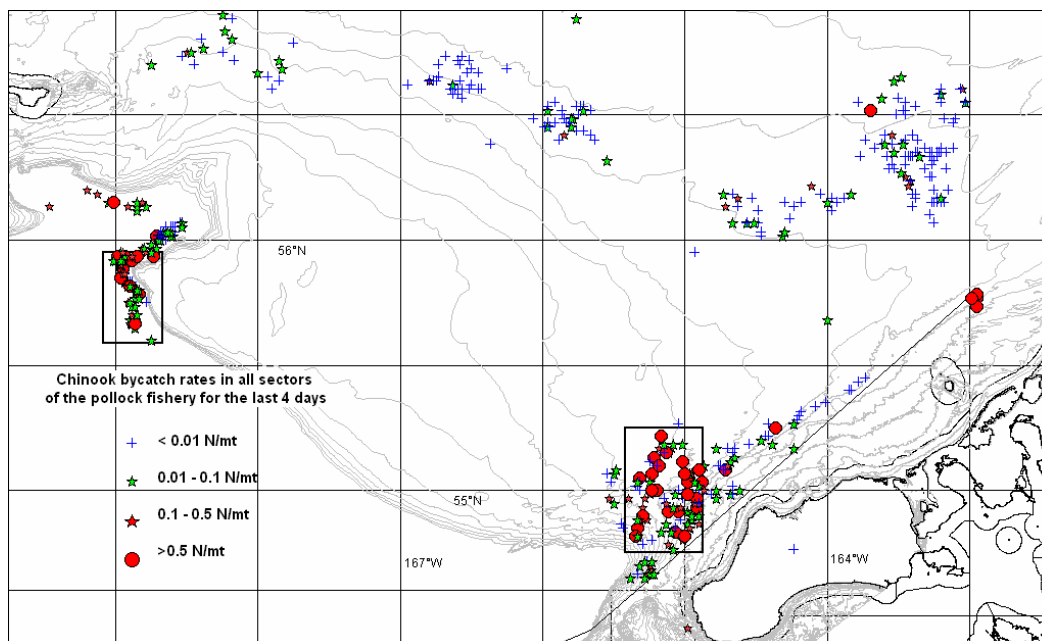 56°N
Chinook bycatch rates in all sectors
of the pollock fishery for the last 4 days
< 0.01 N/mt
0.01 - 0.1 N/mt
0.1 - 0.5 N/mt
>0.5 N/mt
55°N
167°W
164°W